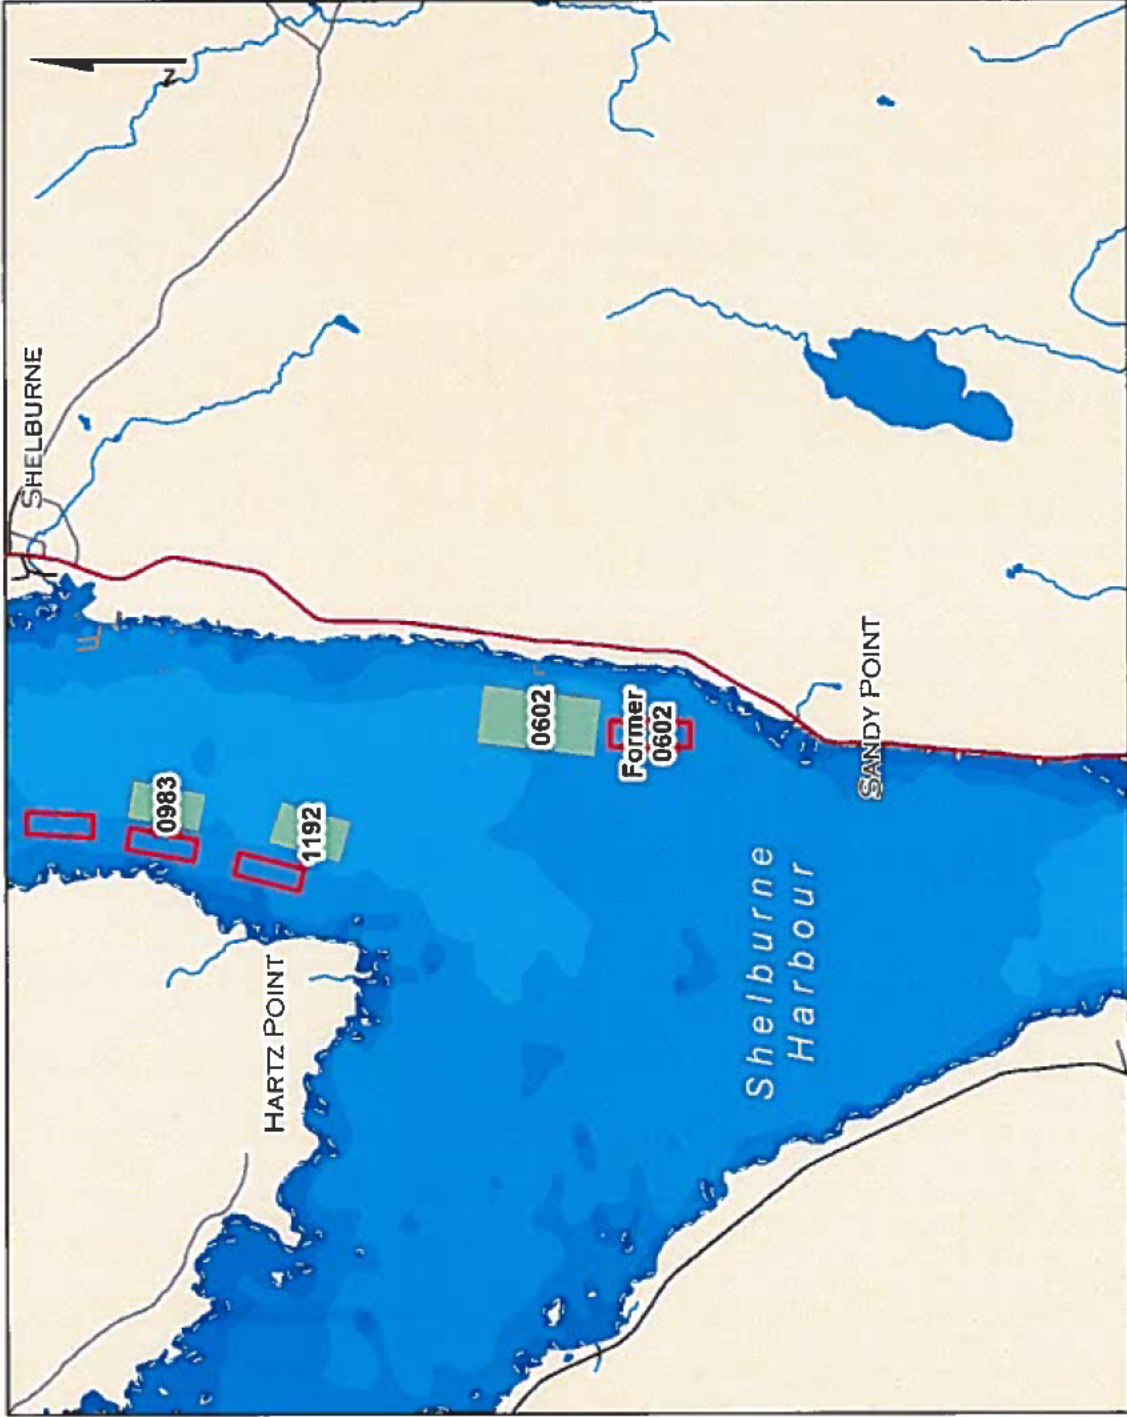 N
SHELBURNE
0983
1192
0602
Former
0602
HARTZ POINT
SANDY POINT
Shelburne
Harbour